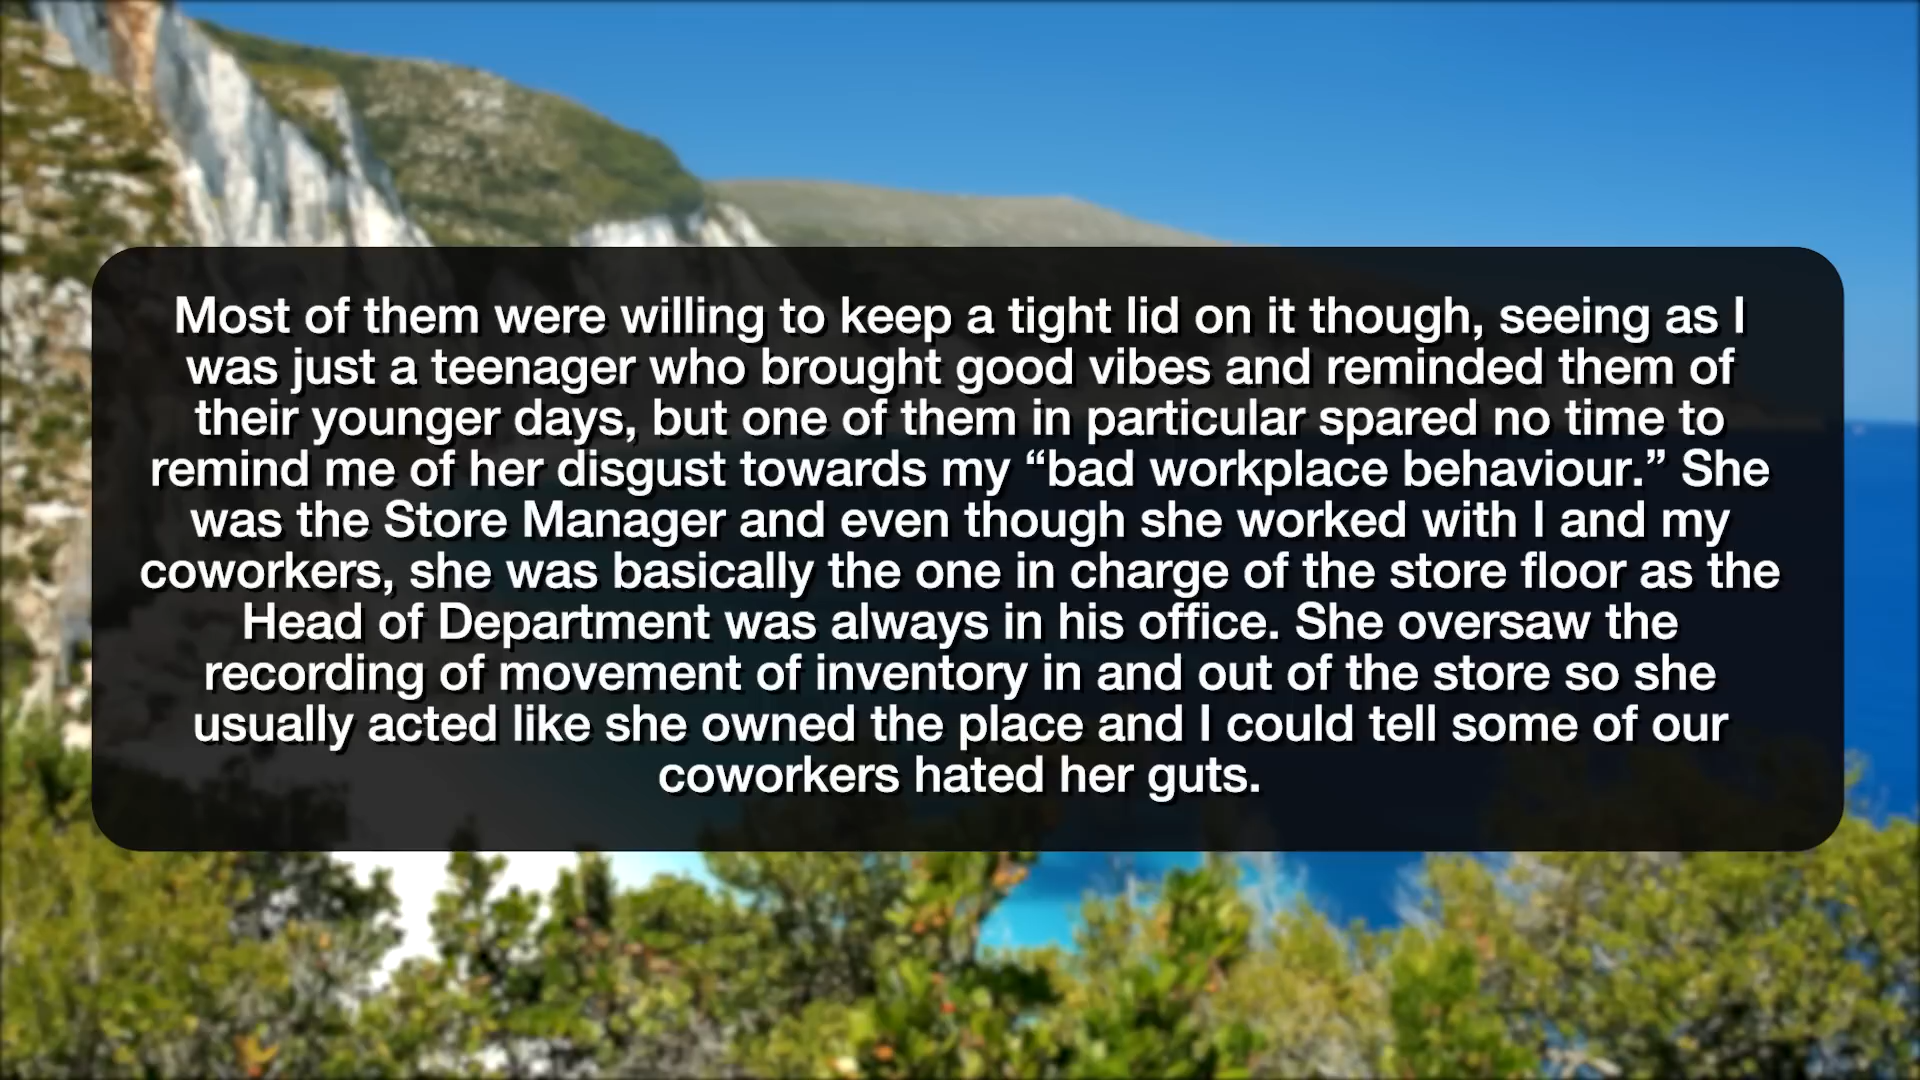 Most of them were willing to keep a tight lid on it though, seeing as I
was just a teenager who brought good vibes and reminded them of
their younger days, but one of them in particular spared no time to
remind me of her disgust towards my “bad workplace behaviour.” She
was the Store Manager and even though she worked with I and my
coworkers, she was basically the one in charge of the store floor as the
Head of Department was always in his office. She oversaw the
recording of movement of inventory in and out of the store so she
usually acted like she owned the place and I could tell some of our
coworkers hated her guts.